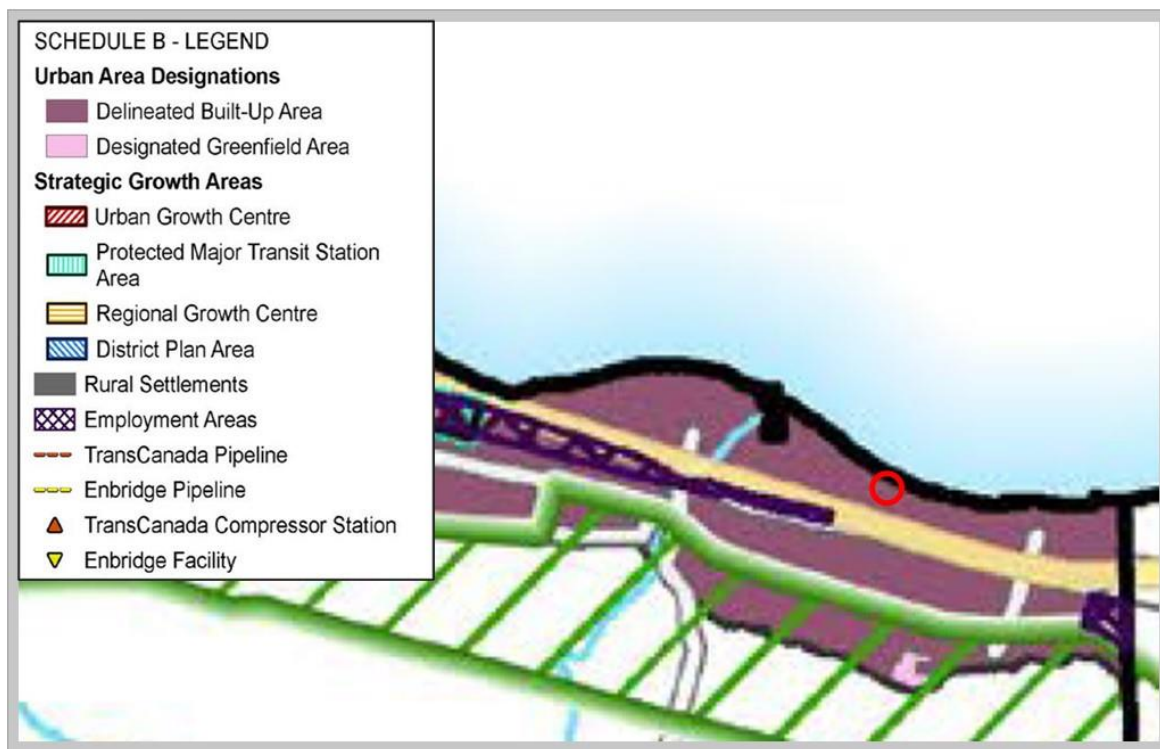 SCHEDULE B - LEGEND
Urban Area Designations
Delineated Built-Up Area
Designated Greenfield Area
Strategic Growth Areas
Urban Growth Centre
Protected Major Transit Station
Area
Regional Growth Centre
District Plan Area
Rural Settlements
Employment Areas
TransCanada Pipeline
Enbridge Pipeline
TransCanada Compressor Station
Enbridge Facility